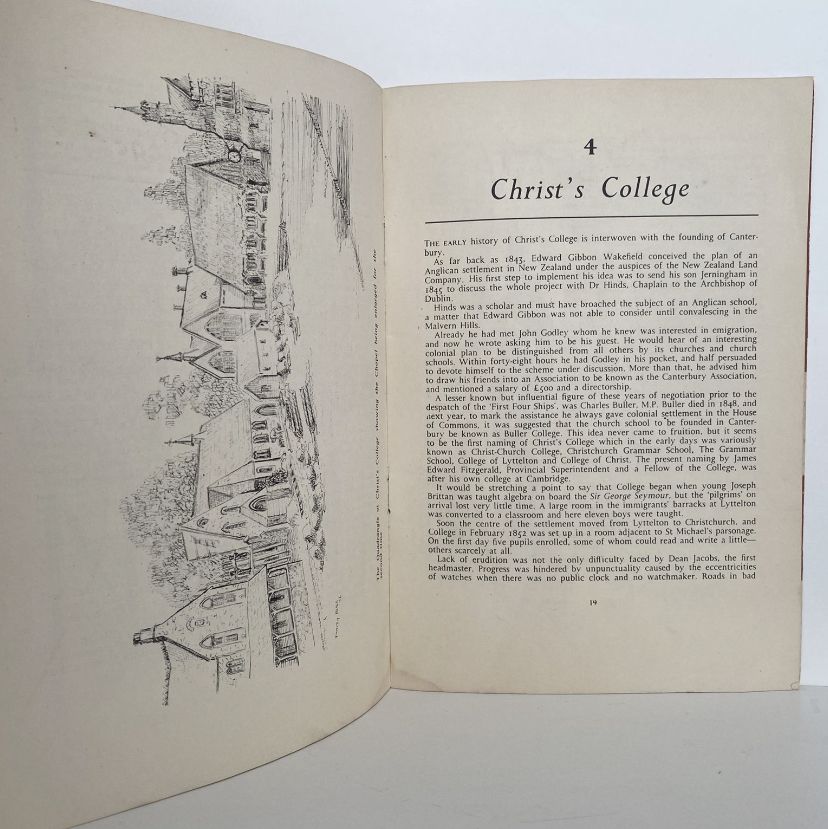 The Quadrangle at Christ's College showing the Chapel being enlarged for the
second time.
4
Christ's College
THE EARLY history of Christ's College is interwoven with the founding of Canter-
bury.
As far back as 1843, Edward Gibbon Wakefield conceived the plan of an
Anglican settlement in New Zealand under the auspices of the New Zealand Land
Company. His first step to implement his idea was to send his son Jerningham in
1845 to discuss the whole project with Dr Hinds, Chaplain to the Archbishop of
Dublin.
Hinds was a scholar and must have broached the subject of an Anglican school,
a matter that Edward Gibbon was not able to consider until convalescing in the
Malvern Hills.
Already he had met John Godley whom he knew was interested in emigration,
and now he wrote asking him to be his guest. He would hear of an interesting
colonial plan to be distinguished from all others by its churches and church
schools. Within forty-eight hours he had Godley in his pocket, and half persuaded
to devote himself to the scheme under discussion. More than that, he advised him
to draw his friends into an Association to be known as the Canterbury Association,
and mentioned a salary of £500 and a directorship.
A lesser known but influential figure of these years of negotiation prior to the
despatch of the 'First Four Ships', was Charles Buller, M.P. Buller died in 1848, and
next year, to mark the assistance he always gave colonial settlement in the House
of Commons, it was suggested that the church school to be founded in Canter-
bury be known as Buller College. This idea never came to fruition, but it seems
to be the first naming of Christ's College which in the early days was variously
known as Christ-Church College, Christchurch Grammar School, The Grammar
School, College of Lyttelton and College of Christ. The present naming by James
Edward Fitzgerald, Provincial Superintendent and a Fellow of the College, was
after his own college at Cambridge.
It would be stretching a point to say that College began when young Joseph
Brittan was taught algebra on board the Sir George Seymour, but the 'pilgrims' on
arrival lost very little time. A large room in the immigrants' barracks at Lyttelton
was converted to a classroom and here eleven boys were taught.
Soon the centre of the settlement moved from Lyttelton to Christchurch, and
College in February 1852 was set up in a room adjacent to St Michael's parsonage.
On the first day five pupils enrolled, some of whom could read and write a little—
others scarcely at all.
Lack of erudition was not the only difficulty faced by Dean Jacobs, the first
headmaster. Progress was hindered by unpunctuality caused by the eccentricities
of watches when there was no public clock and no watchmaker. Roads in bad
19